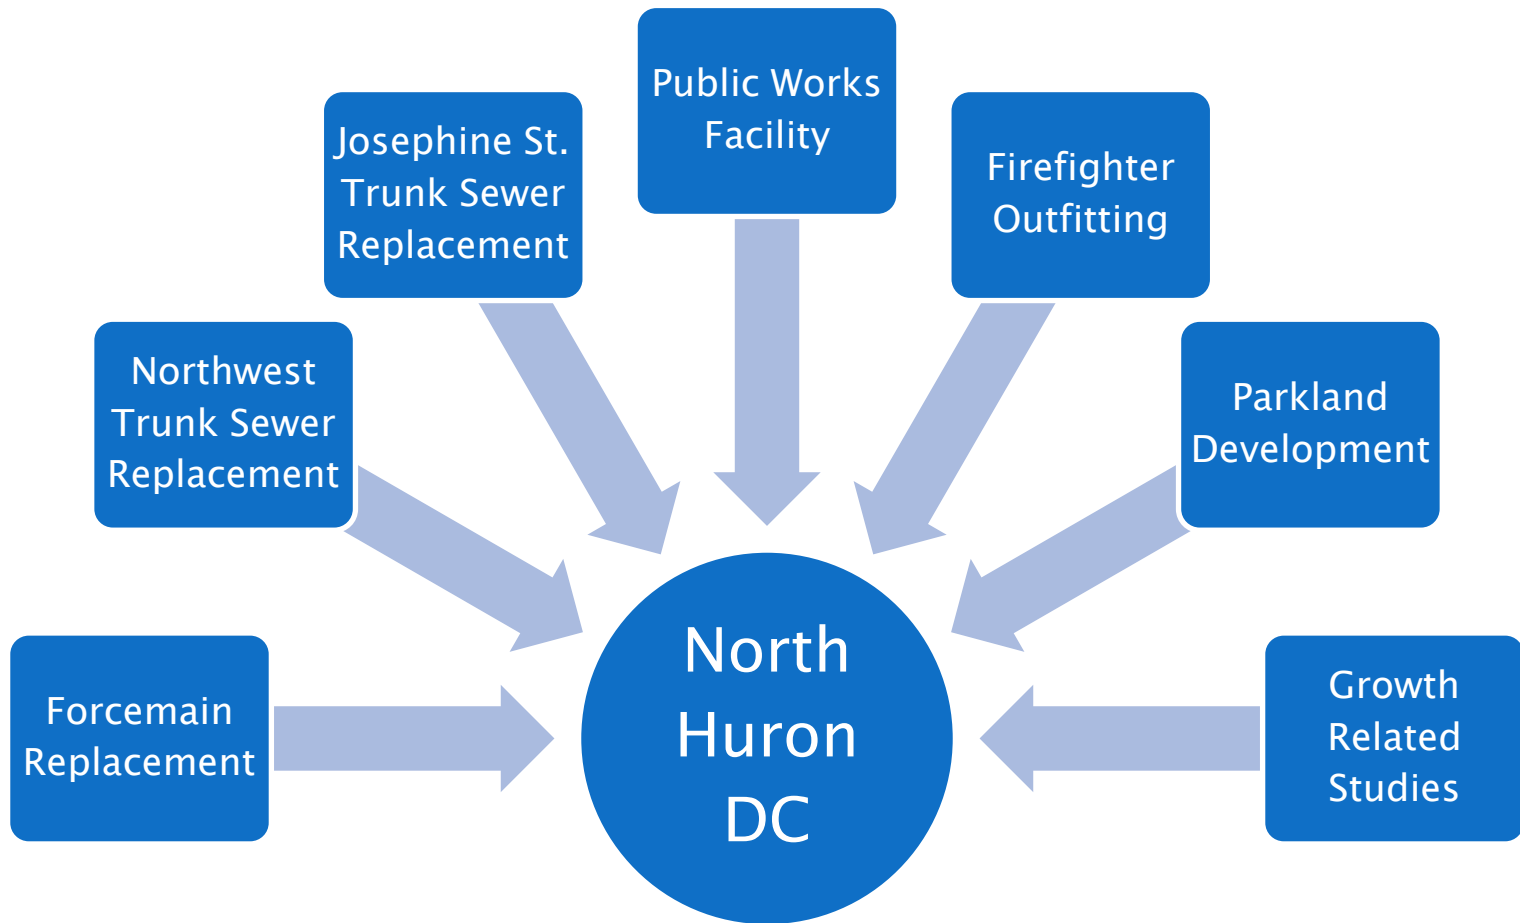 Public Works
Facility
Josephine St.
Trunk Sewer
Replacement
Firefighter
Outfitting
Northwest
Trunk Sewer
Replacement
Parkland
Development
Forcemain
Replacement
North
Huron
DC
Growth
Related
Studies